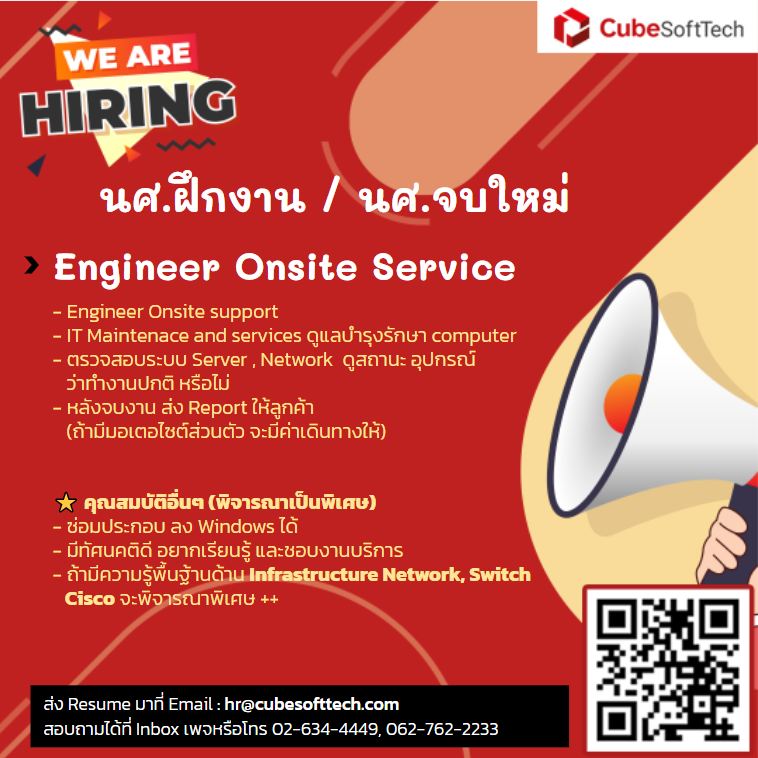 WE ARE
HIRING
CubeSoftTech
นศ.ฝึกงาน / นศ.จบใหม่
Engineer Onsite Service
- Engineer Onsite support
- IT Maintenace and services ดูแลบำรุงรักษา computer
- ตรวจสอบระบบ Server , Network ดูสถานะ อุปกรณ์
ว่าทำงานปกติ หรือไม่
- หลังจบงาน ส่ง Report ให้ลูกค้า
(ถ้ามีมอเตอไซต์ส่วนตัว จะมีค่าเดินทางให้)
คุณสมบัติอื่นๆ (พิจารณาเป็นพิเศษ)
- ซ่อมประกอบ ลง Windows ได้
- มีทัศนคติดี อยากเรียนรู้ และชอบงานบริการ
- ถ้ามีความรู้พื้นฐ้านด้าน Infrastructure Network, Switch
Cisco จะพิจารณาพิเศษ ++
ส่ง Resume มาที่ Email : hr@cubesofttech.com
สอบถามได้ที่ Inbox เพจหรือโทร 02-634-4449, 062-762-2233